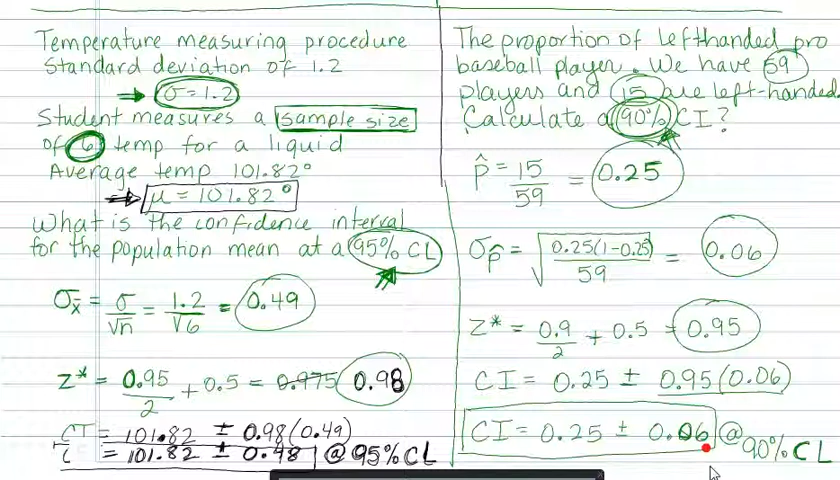 Temperature measuring procedure
Standard deviation of 1.2
σ = 1.2
Student measures a sample size
of 6 temp for a liquid
Average temp 101.82°
μ = 101.82°
What is the confidence interval
for the population mean at a 95% CL
σx̄ = σ/√n = 1.2/√6 = 0.49
Z* = 0.95/2 + 0.5 = 0.975 0.98
CI = 101.82 ± 0.98(0.49)
= 101.82 ± 0.48 @ 95% CL
The proportion of lefthanded pro
baseball player. We have 59
players and 15 are left-handed.
Calculate a 90% CI?
p̂ = 15/59 = 0.25
σp̂ = √(0.25(1-0.25)/59) = 0.06
Z* = 0.9/2 + 0.5 = 0.95
CI = 0.25 ± 0.95(0.06)
CI = 0.25 ± 0.06 @ 90% CL